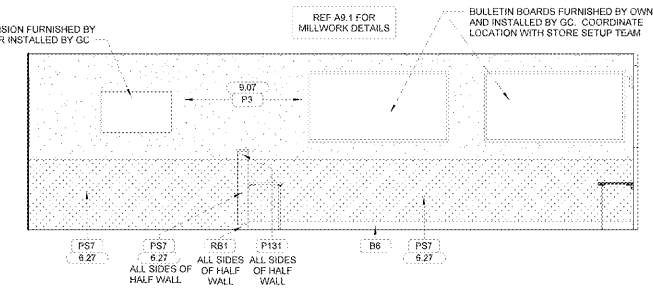 REF A9.1 FOR
MILLWORK DETAILS
BULLETIN BOARDS FURNISHED BY OWN
AND INSTALLED BY GC. COORDINATE
LOCATION WITH STORE SETUP TEAM
SION FURNISHED BY
R INSTALLED BY GC
9.07
P3
PS7
6.27
PS7
6.27
ALL SIDES OF
HALF WALL
RB1
ALL SIDES
OF HALF
WALL
P131
ALL SIDES
OF HALF
WALL
B6
PS7
6.27